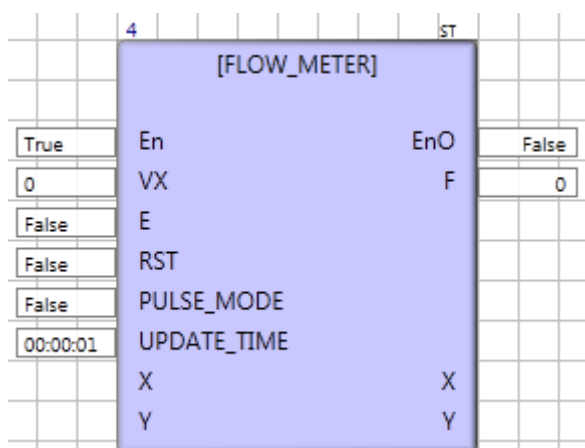 4 ST
[FLOW_METER]
True En EnO False
0 VX F 0
False E
False RST
False PULSE_MODE
00:00:01 UPDATE_TIME
X X
Y Y